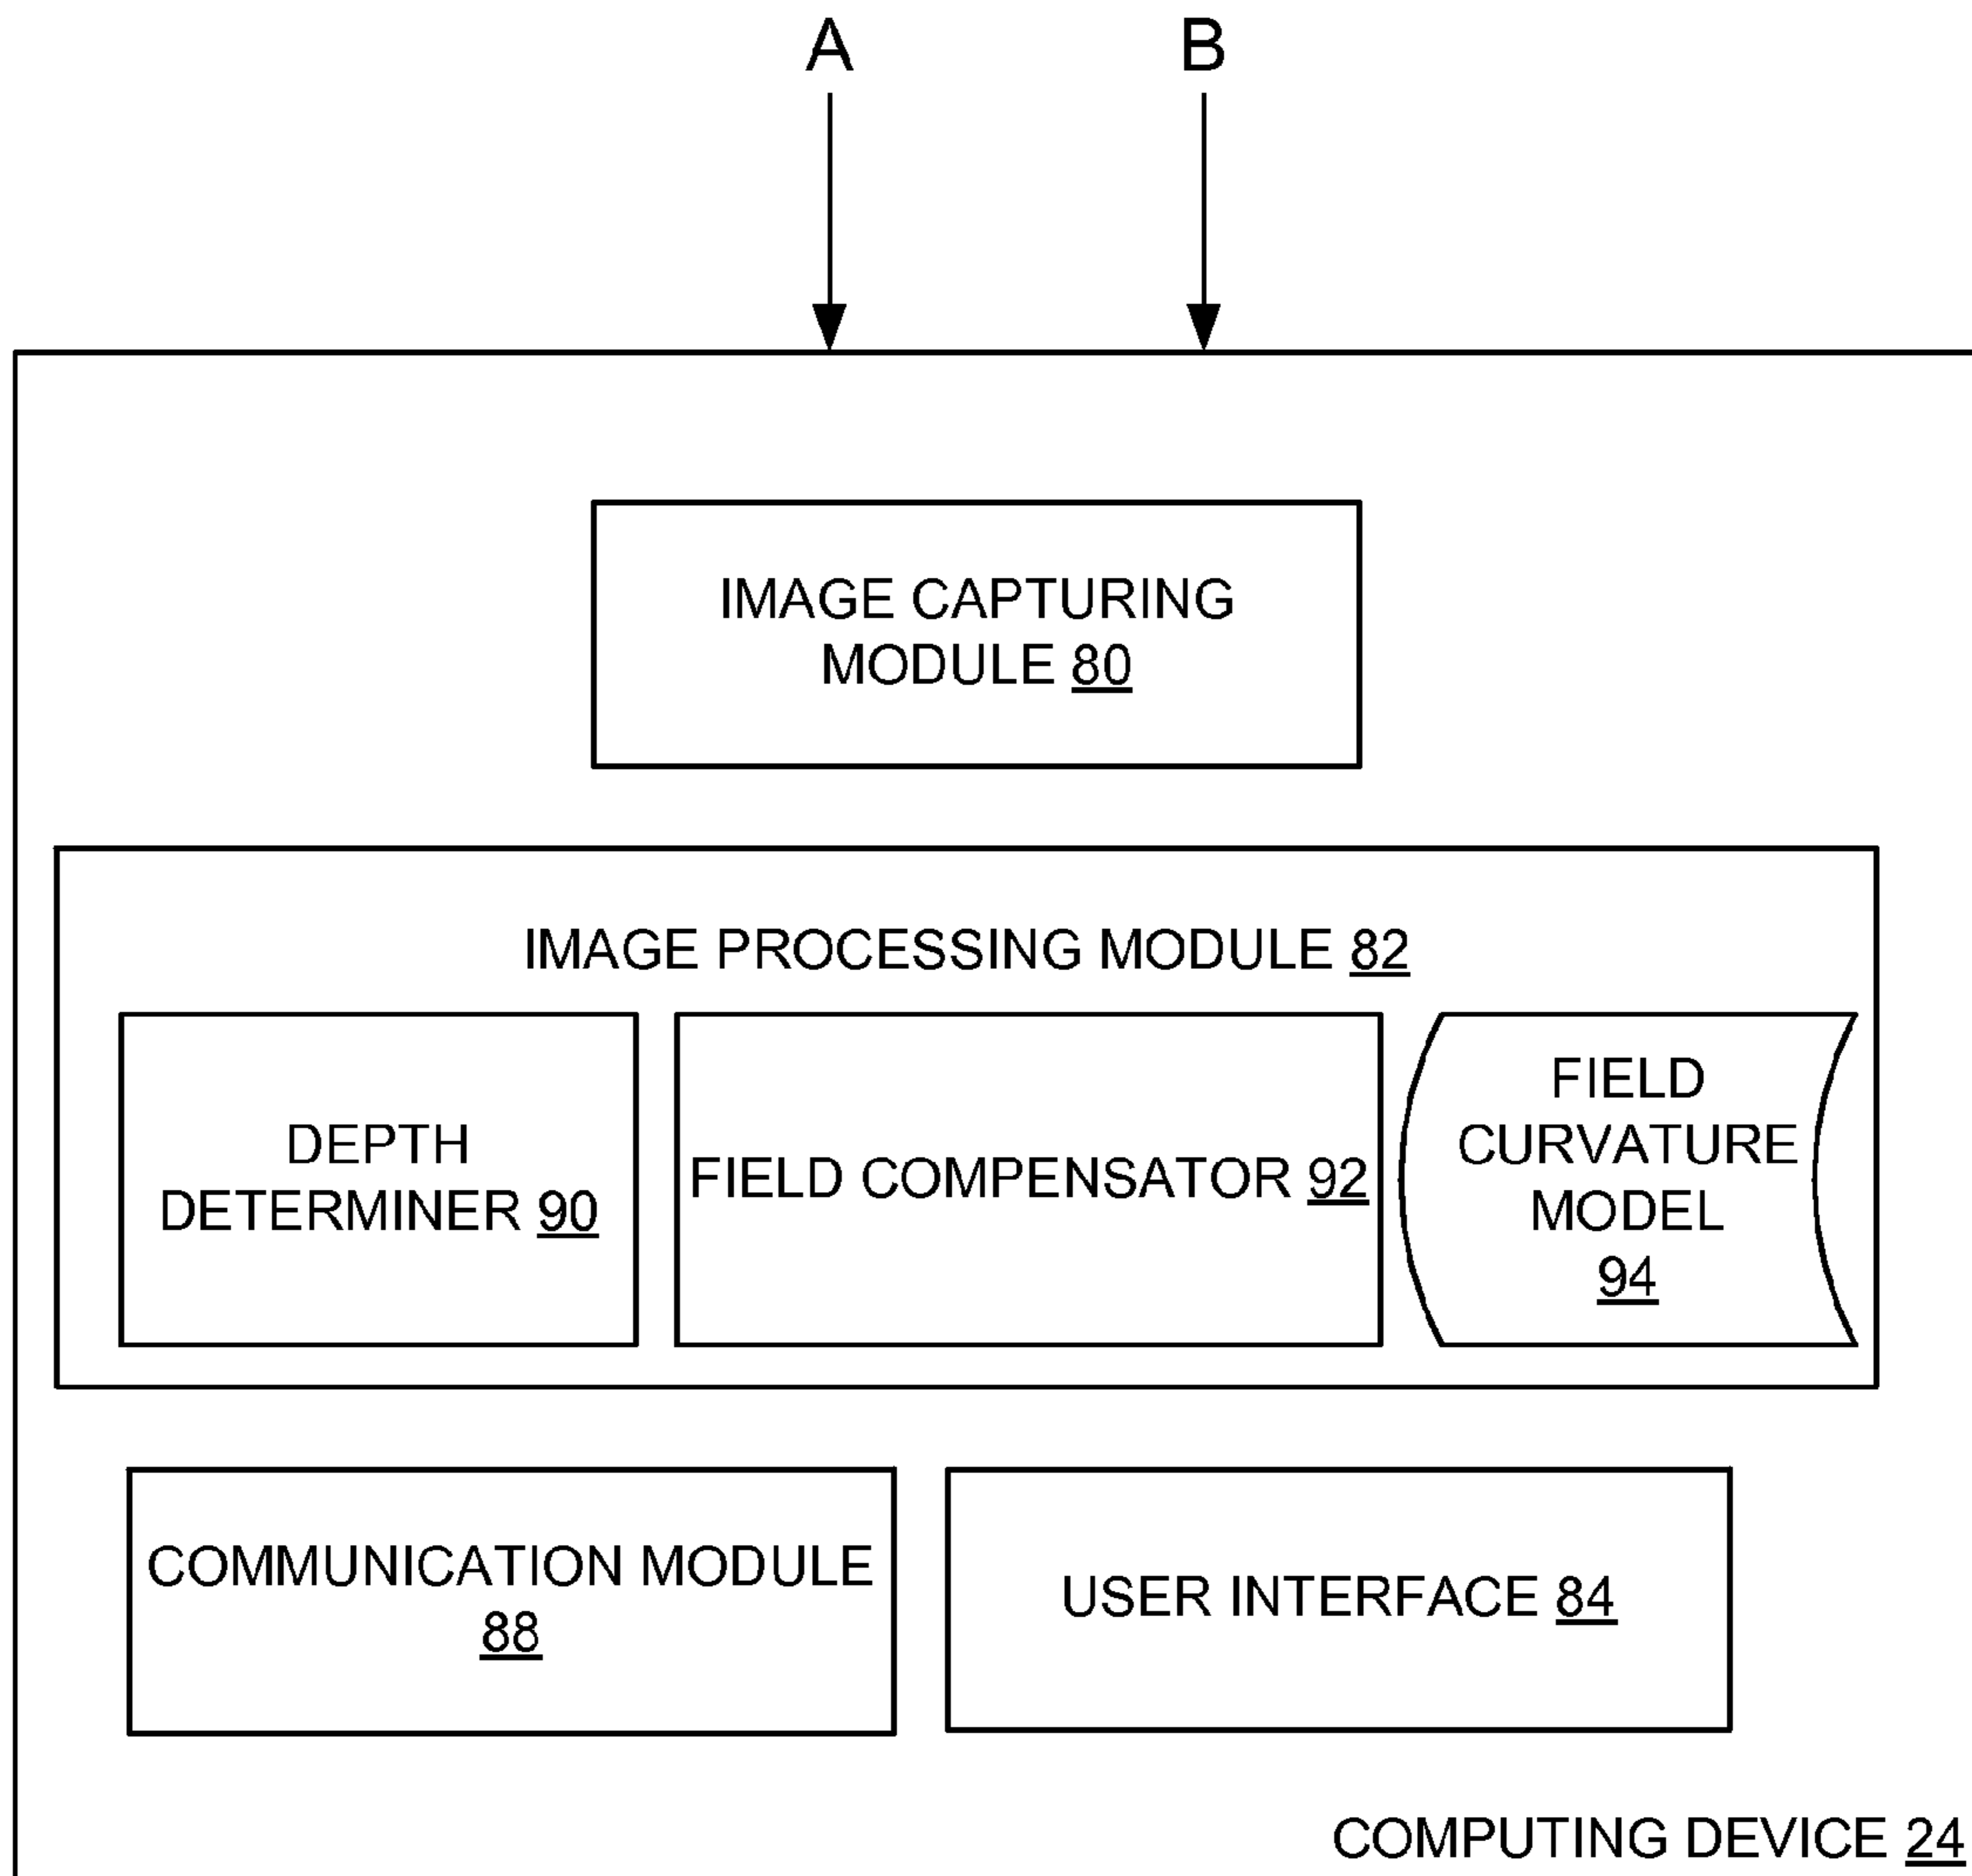 A
B
IMAGE CAPTURING
MODULE 80
IMAGE PROCESSING MODULE 82
DEPTH
DETERMINER 90
FIELD COMPENSATOR 92
FIELD
CURVATURE
MODEL
94
COMMUNICATION MODULE
88
USER INTERFACE 84
COMPUTING DEVICE 24